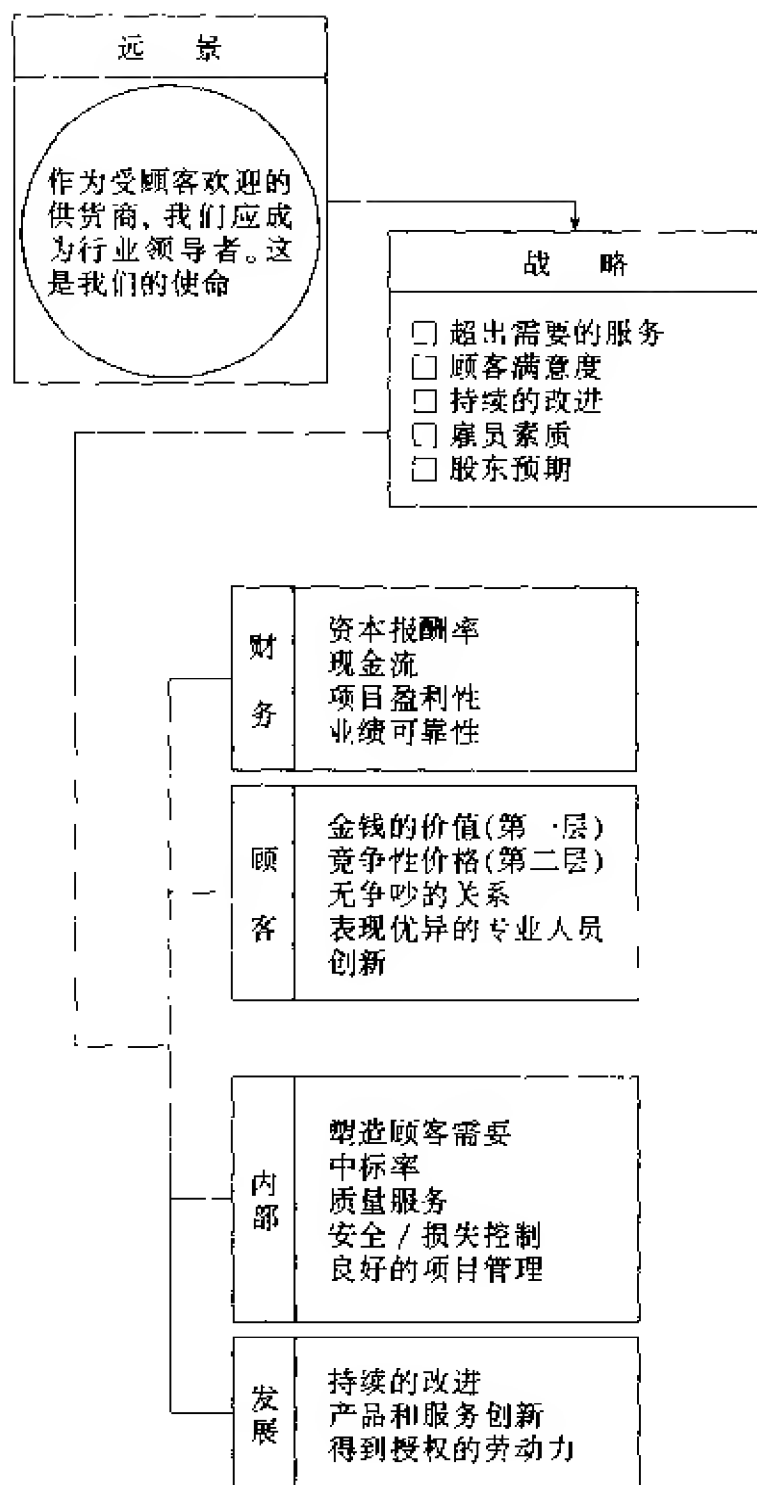 远 景
作为受顾客欢迎的
供货商，我们应成
为行业领导者。这
是我们的使命
战 略
□ 超出需要的服务
□ 顾客满意度
□ 持续的改进
□ 雇员素质
□ 股东预期
财务
资本报酬率
现金流
项目盈利性
业绩可靠性
顾客
金钱的价值(第一层)
竞争性价格(第二层)
无争吵的关系
表现优异的专业人员
创新
内部
塑造顾客需要
中标率
质量服务
安全/损失控制
良好的项目管理
发展
持续的改进
产品和服务创新
得到授权的劳动力